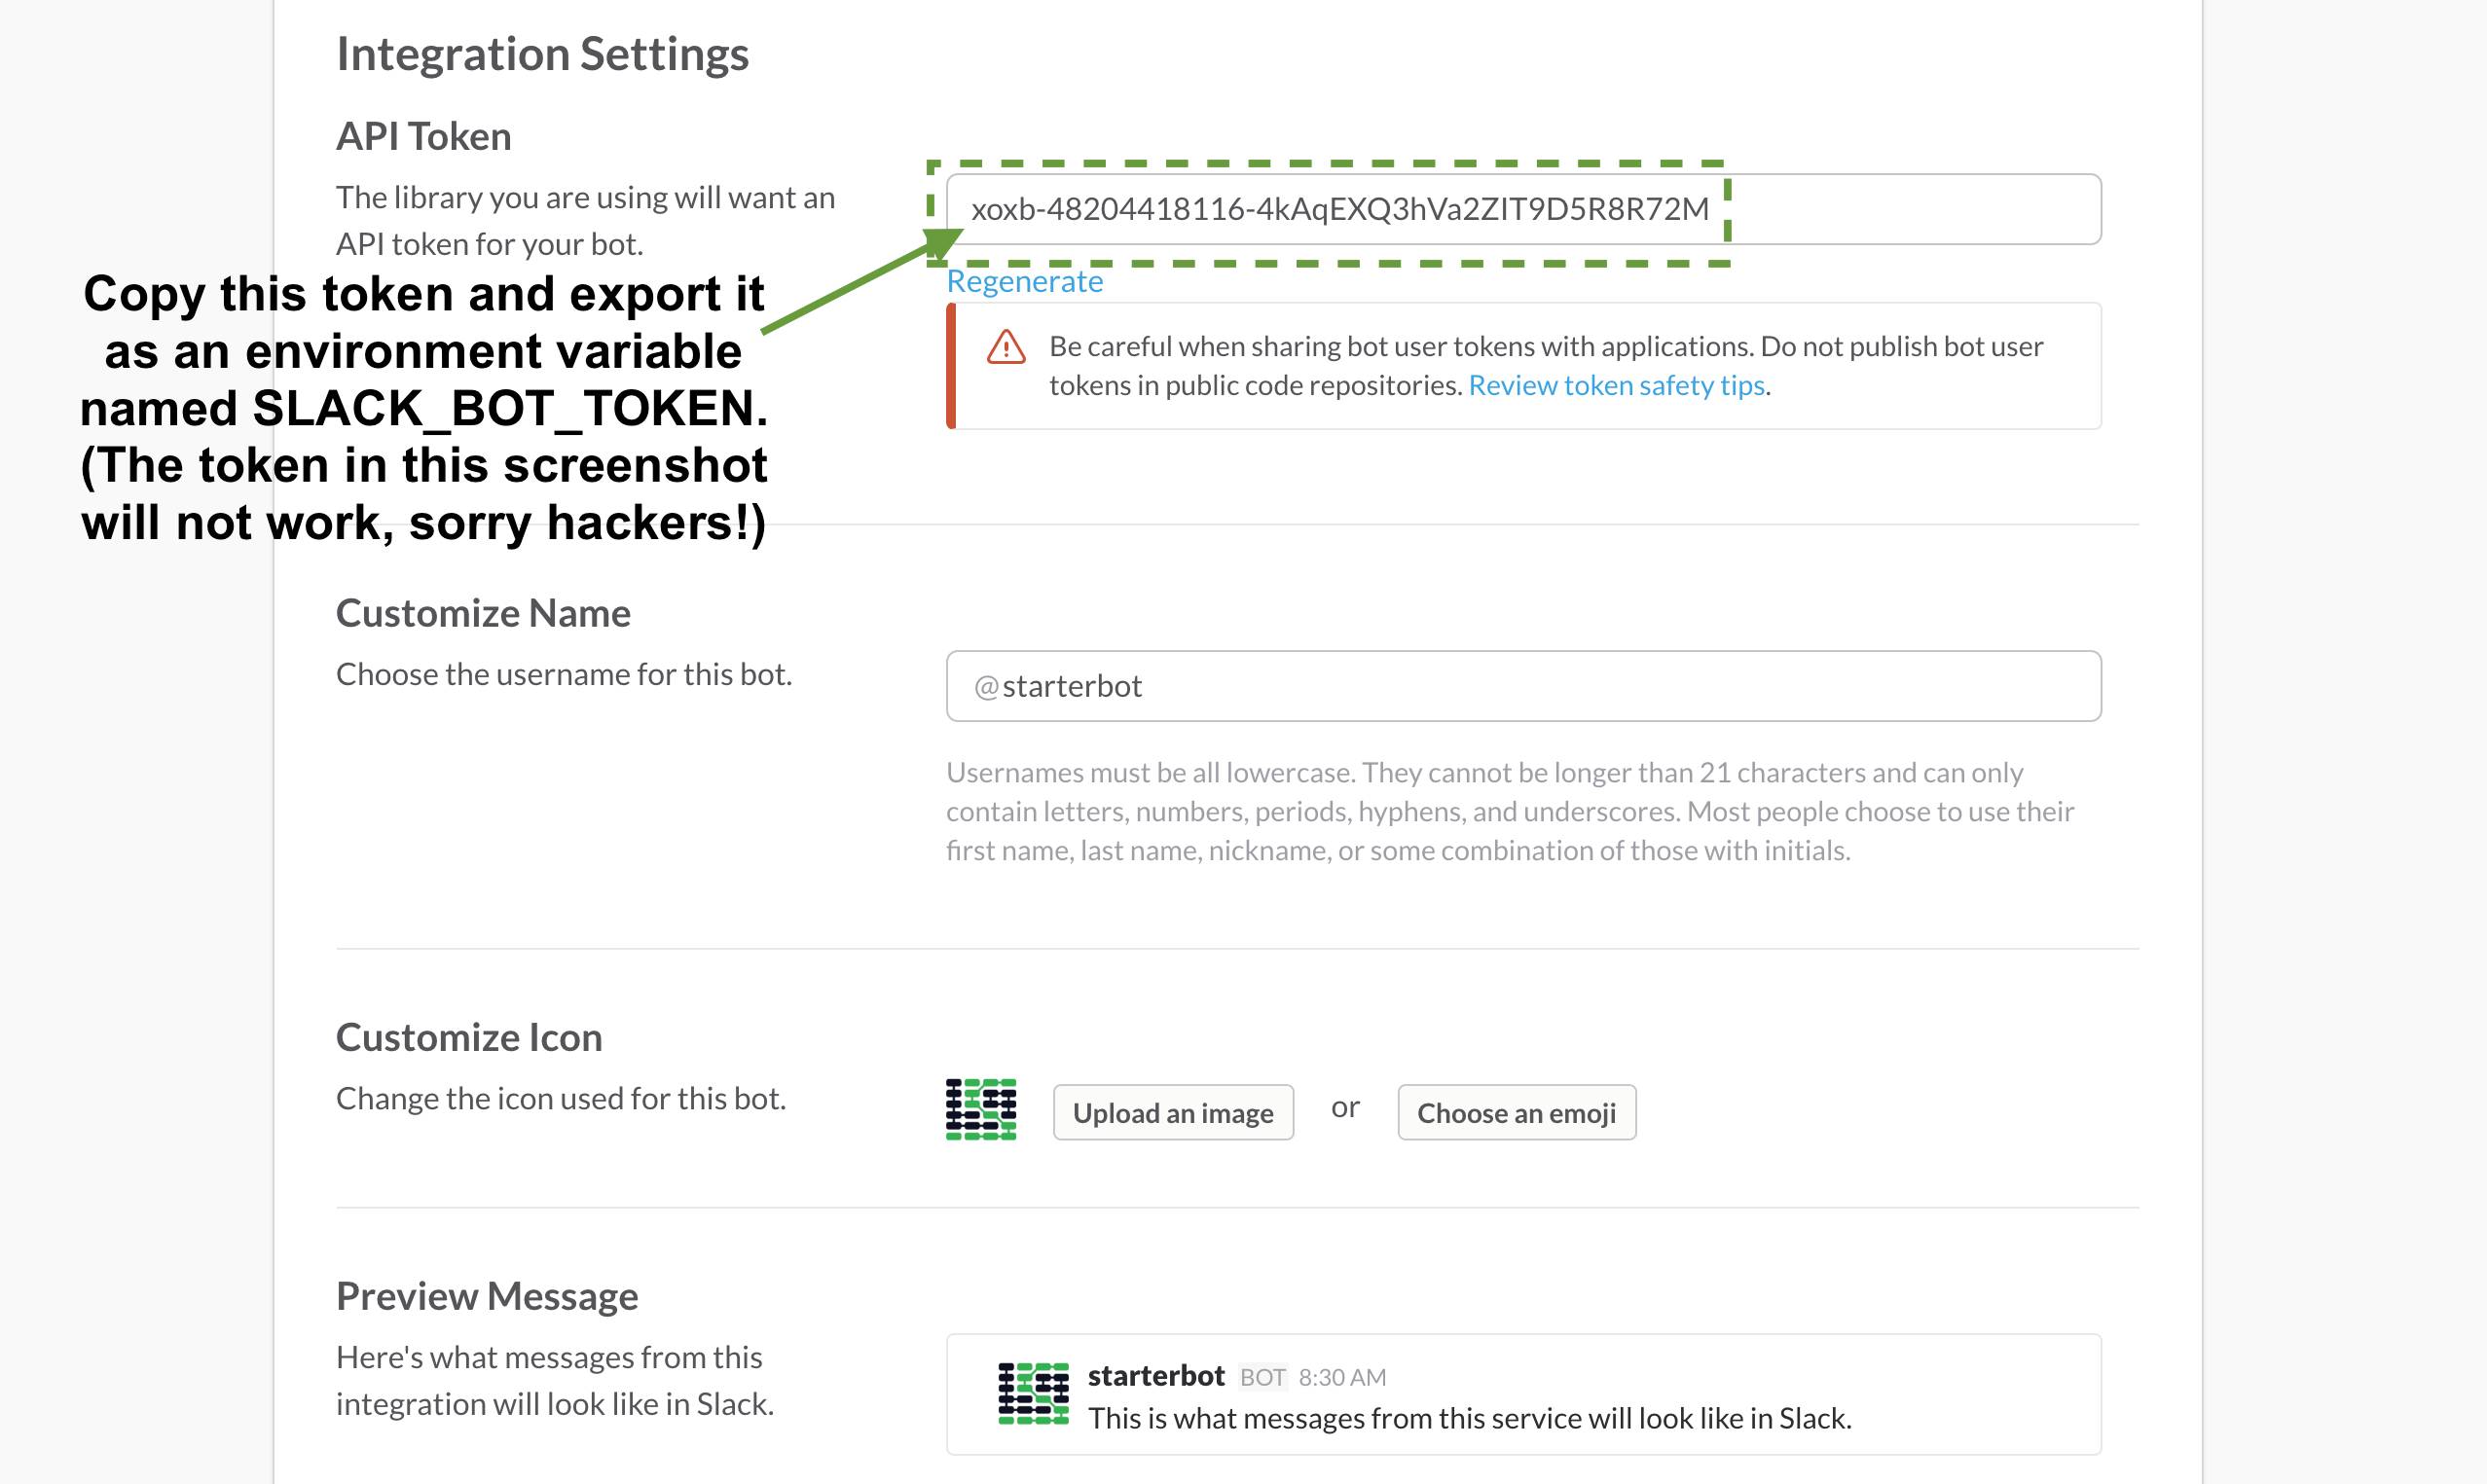 Integration Settings
API Token
The library you are using will want an
API token for your bot.
xoxb-48204418116-4kAqEXQ3hVa2ZIT9D5R8R72M
Regenerate
Copy this token and export it
as an environment variable
named SLACK_BOT_TOKEN.
(The token in this screenshot
will not work, sorry hackers!)
Be careful when sharing bot user tokens with applications. Do not publish bot user
tokens in public code repositories. Review token safety tips.
Customize Name
Choose the username for this bot.
@starterbot
Usernames must be all lowercase. They cannot be longer than 21 characters and can only
contain letters, numbers, periods, hyphens, and underscores. Most people choose to use their
first name, last name, nickname, or some combination of those with initials.
Customize Icon
Change the icon used for this bot.
Upload an image or Choose an emoji
Preview Message
Here's what messages from this
integration will look like in Slack.
starterbot BOT 8:30 AM
This is what messages from this service will look like in Slack.